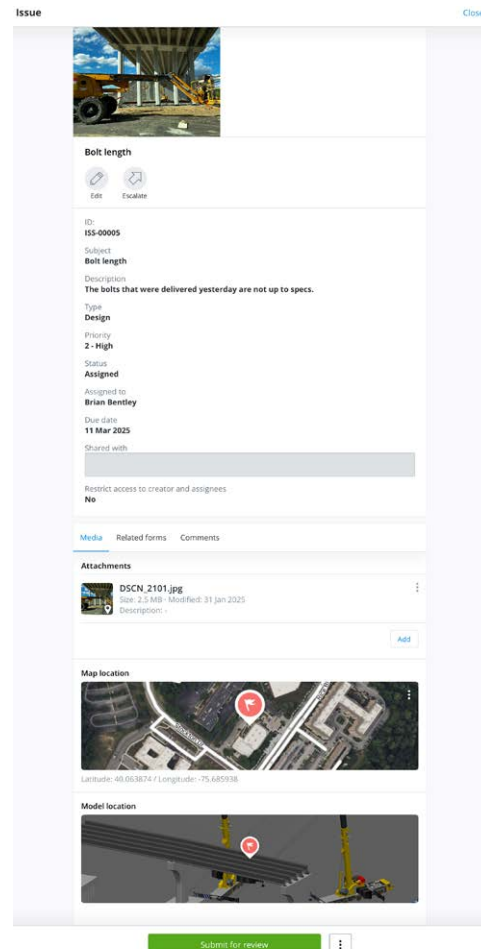 Issue
Close
Bolt length
Edit
Escalate
ID:
ISS-00005
Subject
Bolt length
Description
The bolts that were delivered yesterday are not up to specs.
Type
Design
Priority
2 - High
Status
Assigned
Assigned to
Brian Bentley
Due date
11 Mar 2025
Shared with
Restrict access to creator and assignees
No
Media Related forms Comments
Attachments
DSCN_2101.jpg
Size: 2.5 MB - Modified: 31 Jan 2025
Description: -
Add
Map location
Latitude: 40.063874 / Longitude: -75.685938
Model location
Submit for review